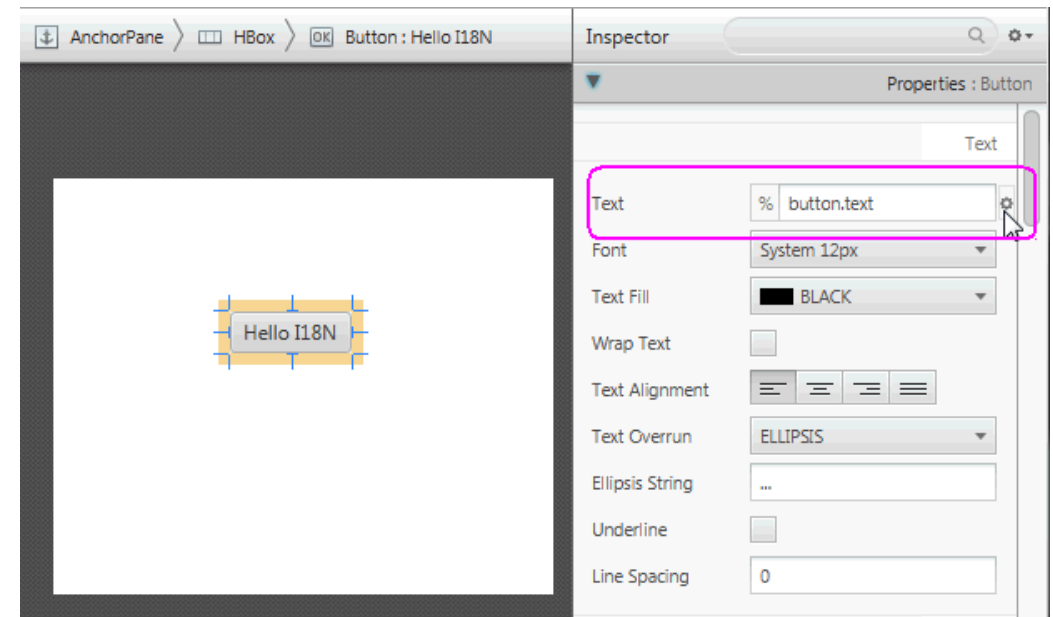 AnchorPane HBox OK Button : Hello I18N
Inspector
Properties : Button
Text
Text % button.text
Font System 12px
Text Fill BLACK
Wrap Text
Text Alignment
Text Overrun ELLIPSIS
Ellipsis String ...
Underline
Line Spacing 0
Hello I18N